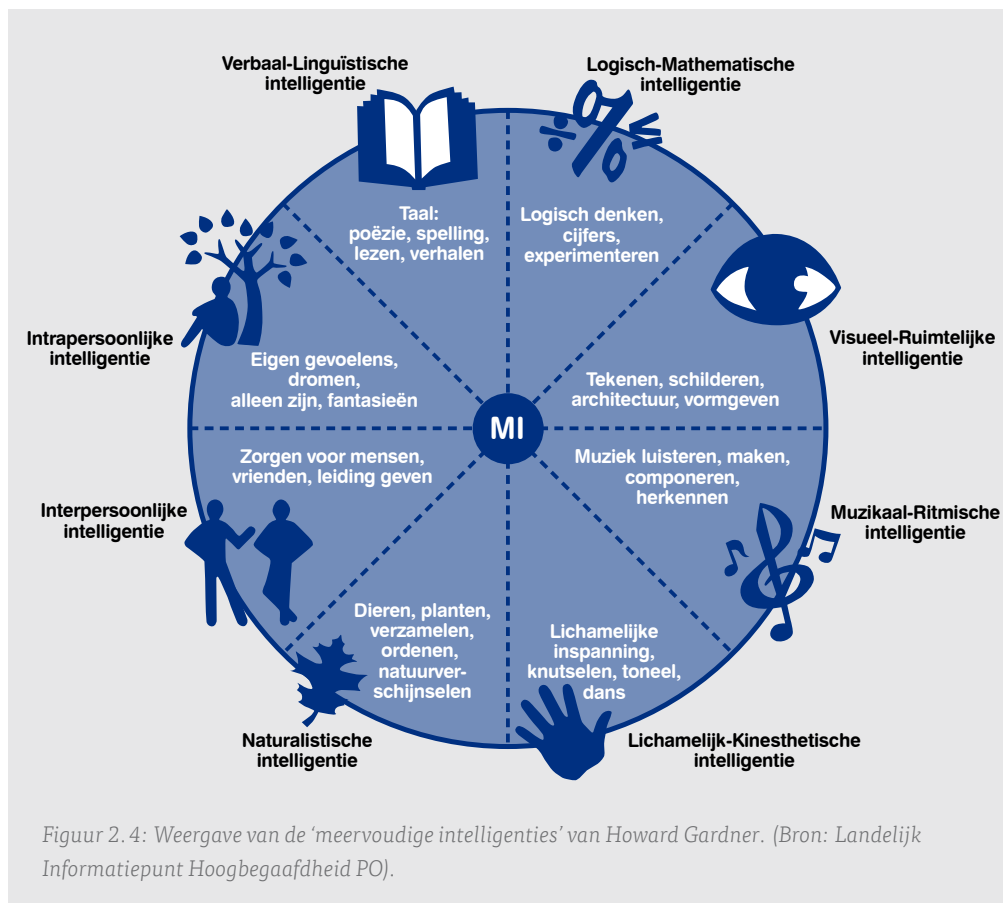 Verbaal-Linguïstische
intelligentie
Logisch-Mathematische
intelligentie
Taal:
poëzie, spelling,
lezen, verhalen
Logisch denken,
cijfers,
experimenteren
Intrapersoonlijke
intelligentie
Visueel-Ruimtelijke
intelligentie
Eigen gevoelens,
dromen,
alleen zijn, fantasieën
Tekenen, schilderen,
architectuur, vormgeven
MI
Zorgen voor mensen,
vrienden, leiding geven
Muziek luisteren, maken,
componeren,
herkennen
Interpersoonlijke
intelligentie
Muzikaal-Ritmische
intelligentie
Dieren, planten,
verzamelen,
ordenen,
natuurver-
schijnselen
Lichamelijke
inspanning,
knutselen, toneel,
dans
Naturalistische
intelligentie
Lichamelijk-Kinesthetische
intelligentie
Figuur 2.4: Weergave van de ‘meervoudige intelligenties’ van Howard Gardner. (Bron: Landelijk
Informatiepunt Hoogbegaafdheid PO).